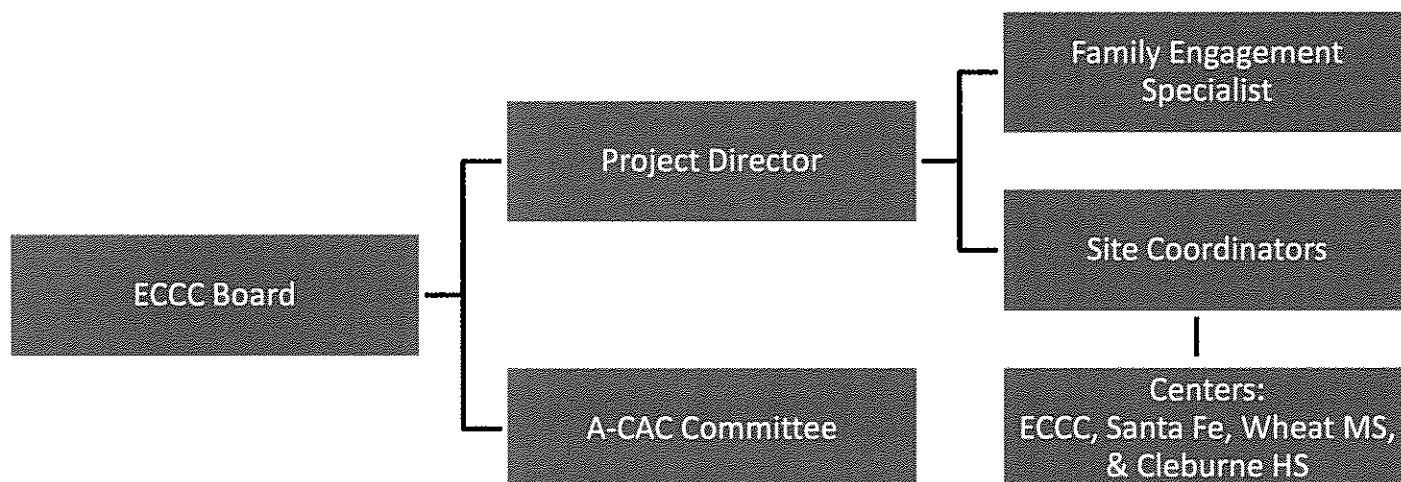 Family Engagement
Specialist
Project Director
Site Coordinators
ECCC Board
A-CAC Committee
Centers:
ECCC, Santa Fe, Wheat MS,
& Cleburne HS